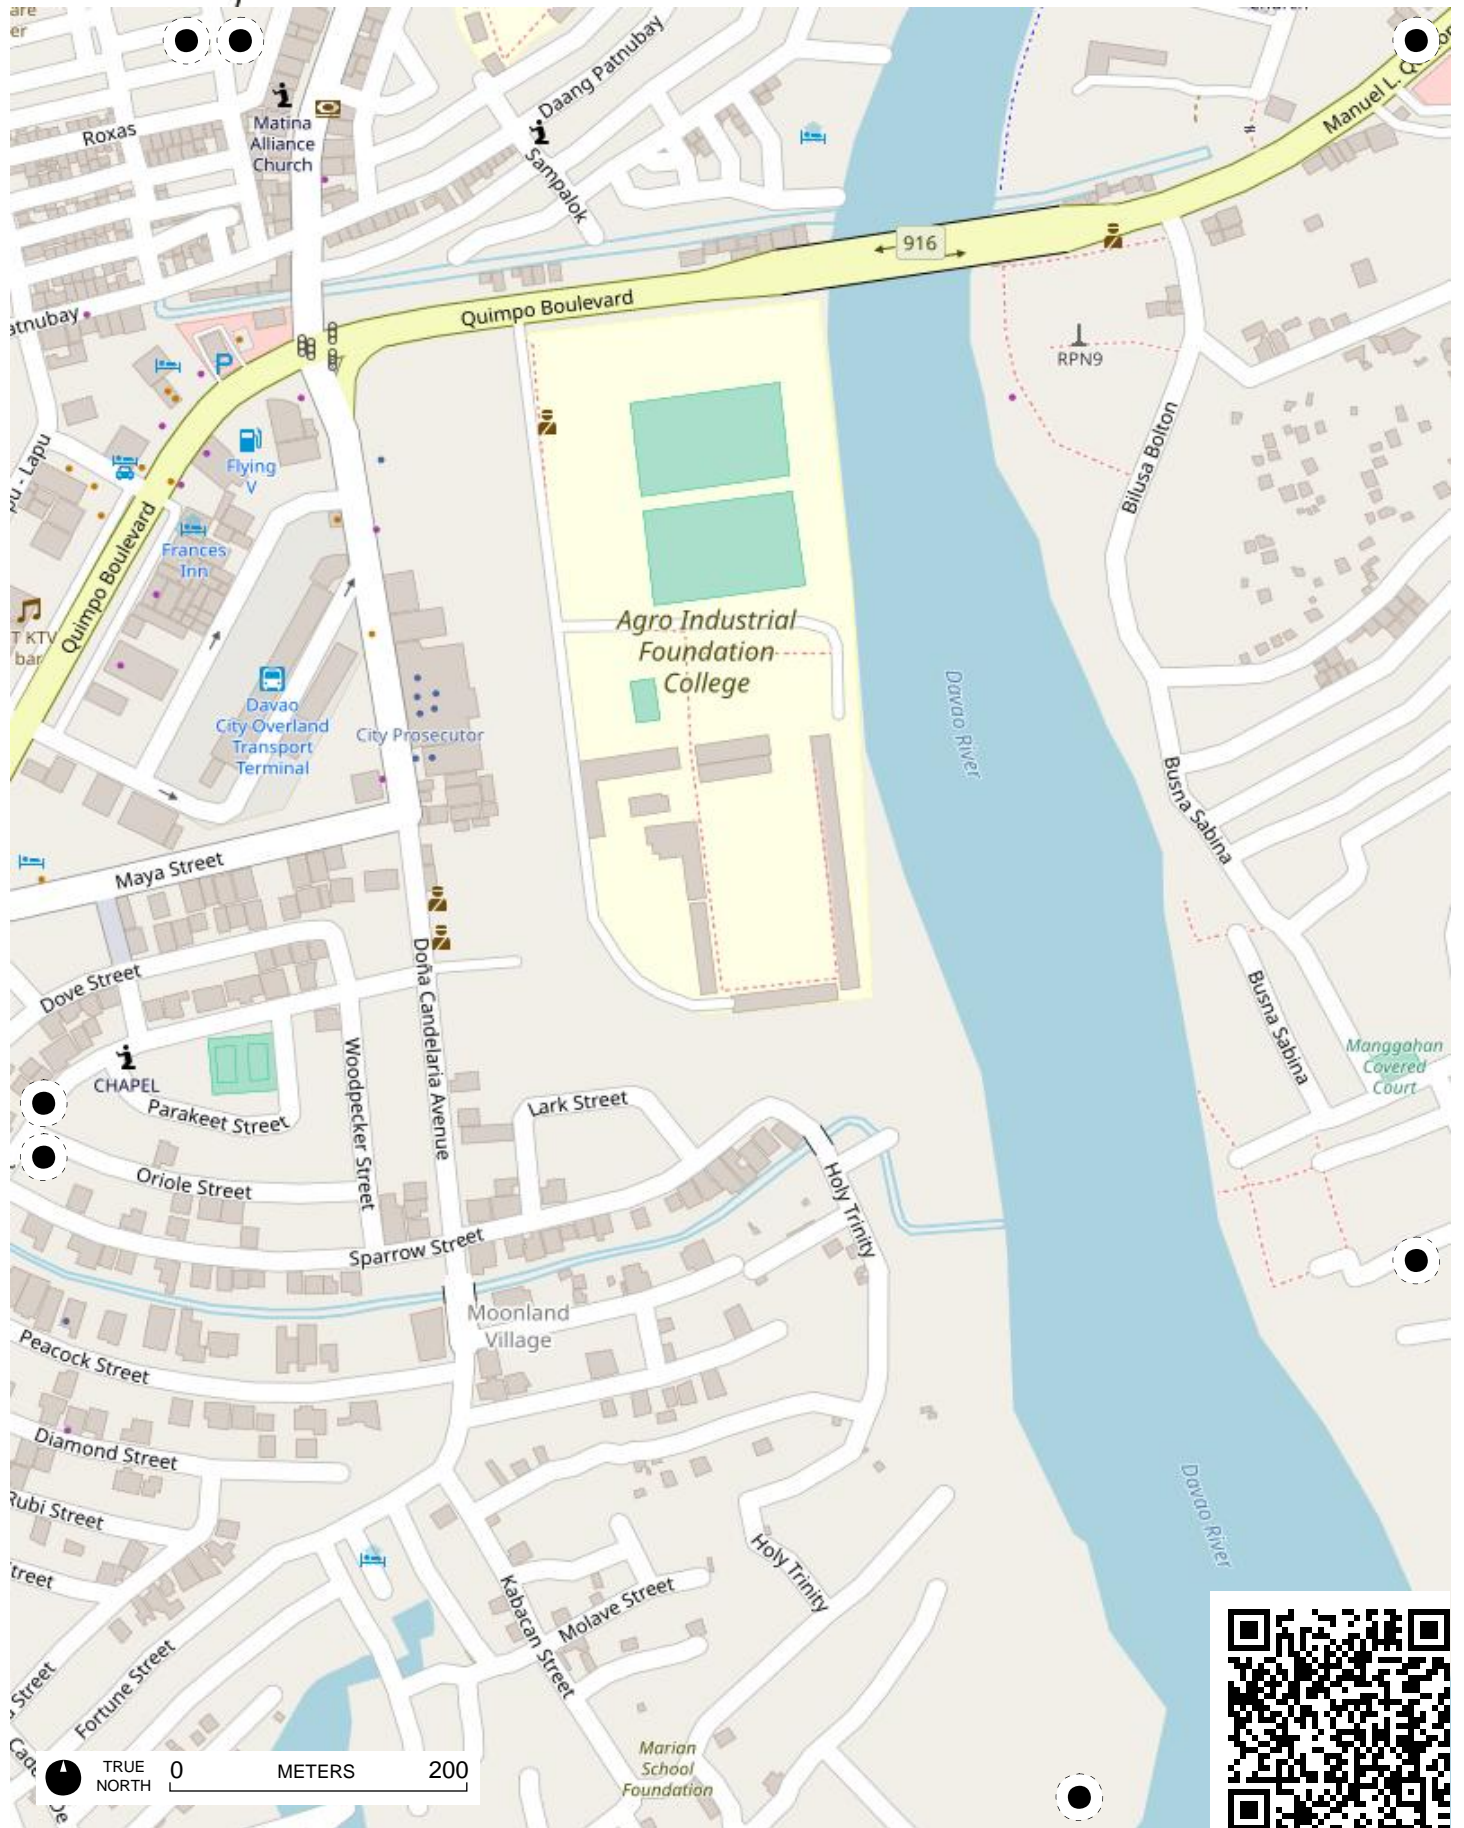 Roxas
Matina
Alliance
Church
Daang Patnubay
Sampalok
Manuel L. Q
916
Quimpo Boulevard
atnubay
RPN9
Bilusa Bolton
Flying
V
Frances
Inn
Quimpo Boulevard
T KTV
bar
P
Agro Industrial
Foundation
College
Davao
City Overland
Transport
Terminal
City Prosecutor
Davao River
Busna Sabina
Maya Street
Dove Street
Doña Candelaria Avenue
Busna Sabina
Manggahan
Covered
Court
CHAPEL
Parakeet Street
Woodpecker Street
Lark Street
Oriole Street
Holy Trinity
Sparrow Street
Moonland
Village
Peacock Street
Diamond Street
Rubi Street
treet
Davao River
Holy Trinity
Kabacan Street
Molave Street
Street
Fortune Street
Marian
School
Foundation
TRUE
NORTH
0 METERS 200